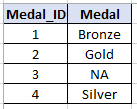 Medal_ID Medal
1 Bronze
2 Gold
3 NA
4 Silver